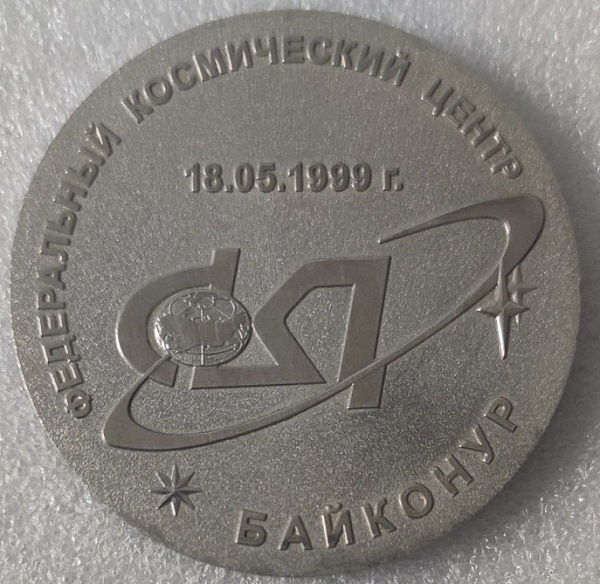 ФЕДЕРАЛЬНЫЙ КОСМИЧЕСКИЙ ЦЕНТР
18.05.1999 г.
БАЙКОНУР